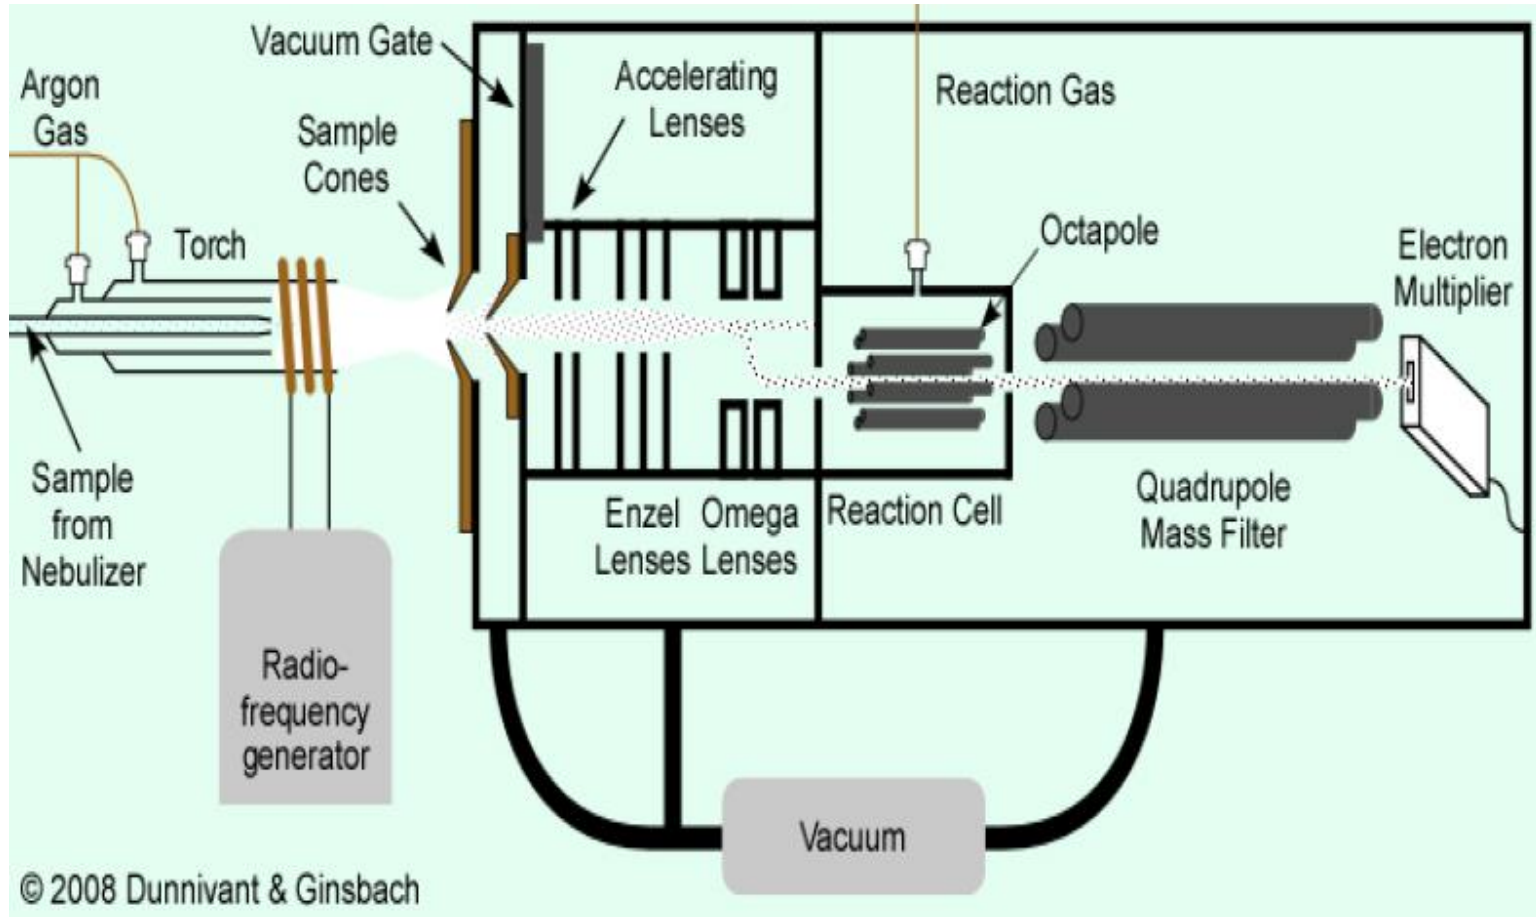 Vacuum Gate
Argon
Gas
Sample
Cones
Accelerating
Lenses
Reaction Gas
Torch
Octapole
Electron
Multiplier
Sample
from
Nebulizer
Enzel
Lenses
Omega
Lenses
Reaction Cell
Quadrupole
Mass Filter
Radio-
frequency
generator
Vacuum
© 2008 Dunnivant & Ginsbach